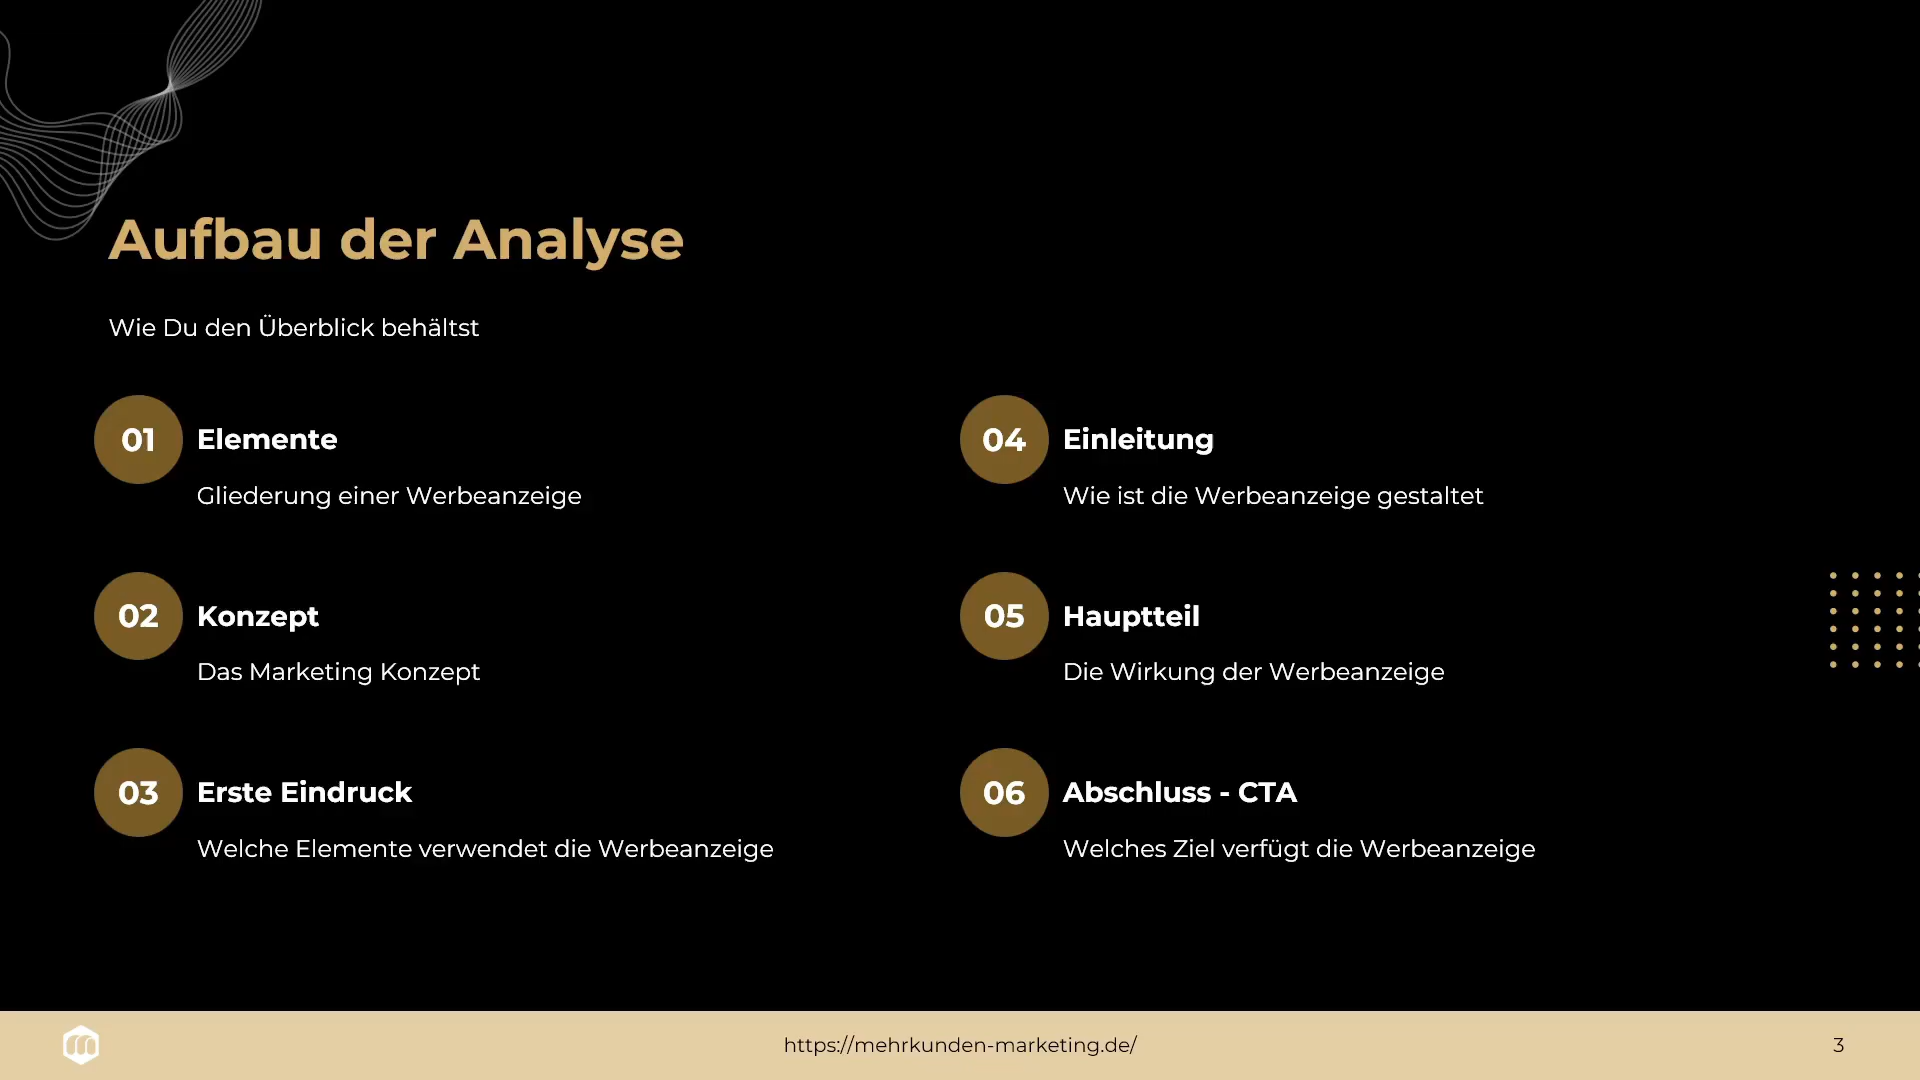 Aufbau der Analyse
Wie Du den Überblick behältst
01
Elemente
Gliederung einer Werbeanzeige
02
Konzept
Das Marketing Konzept
03
Erste Eindruck
Welche Elemente verwendet die Werbeanzeige
04
Einleitung
Wie ist die Werbeanzeige gestaltet
05
Hauptteil
Die Wirkung der Werbeanzeige
06
Abschluss - CTA
Welches Ziel verfügt die Werbeanzeige
https://mehrkunden-marketing.de/
3